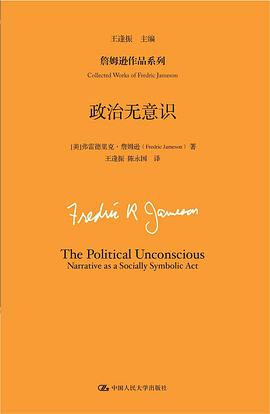 王逢振 主编
詹姆逊作品系列
Collected Works of Fredric Jameson
政治无意识
[美]弗雷德里克·詹姆逊(Fredric Jameson) 著
王逢振 陈永国 译
Fredric R Jameson
The Political Unconscious
Narrative as a Socially Symbolic Act
中国人民大学出版社